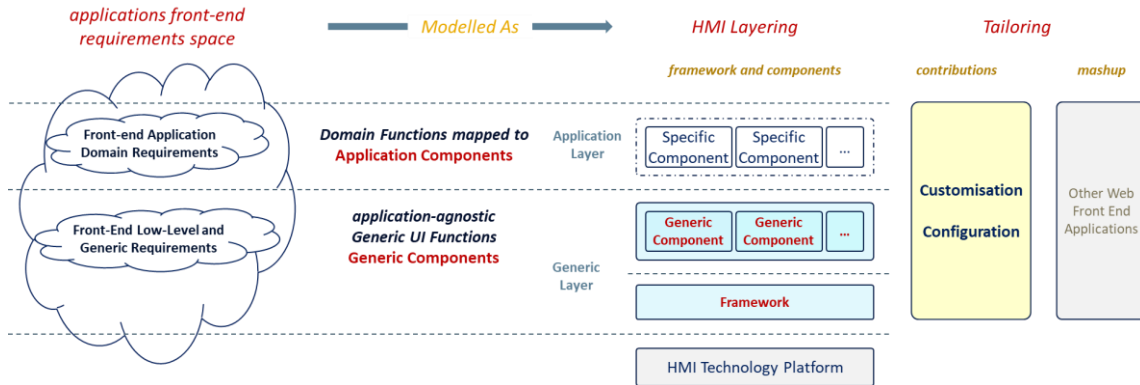 applications front-end
requirements space
Modelled As
HMI Layering
Tailoring
framework and components
contributions
mashup
Front-end Application
Domain Requirements
Domain Functions mapped to
Application Components
Application
Layer
Specific
Component
Specific
Component
...
Front-End Low-Level and
Generic Requirements
application-agnostic
Generic UI Functions
Generic Components
Generic
Layer
Generic
Component
Generic
Component
...
Framework
HMI Technology Platform
Customisation
Configuration
Other Web
Front End
Applications